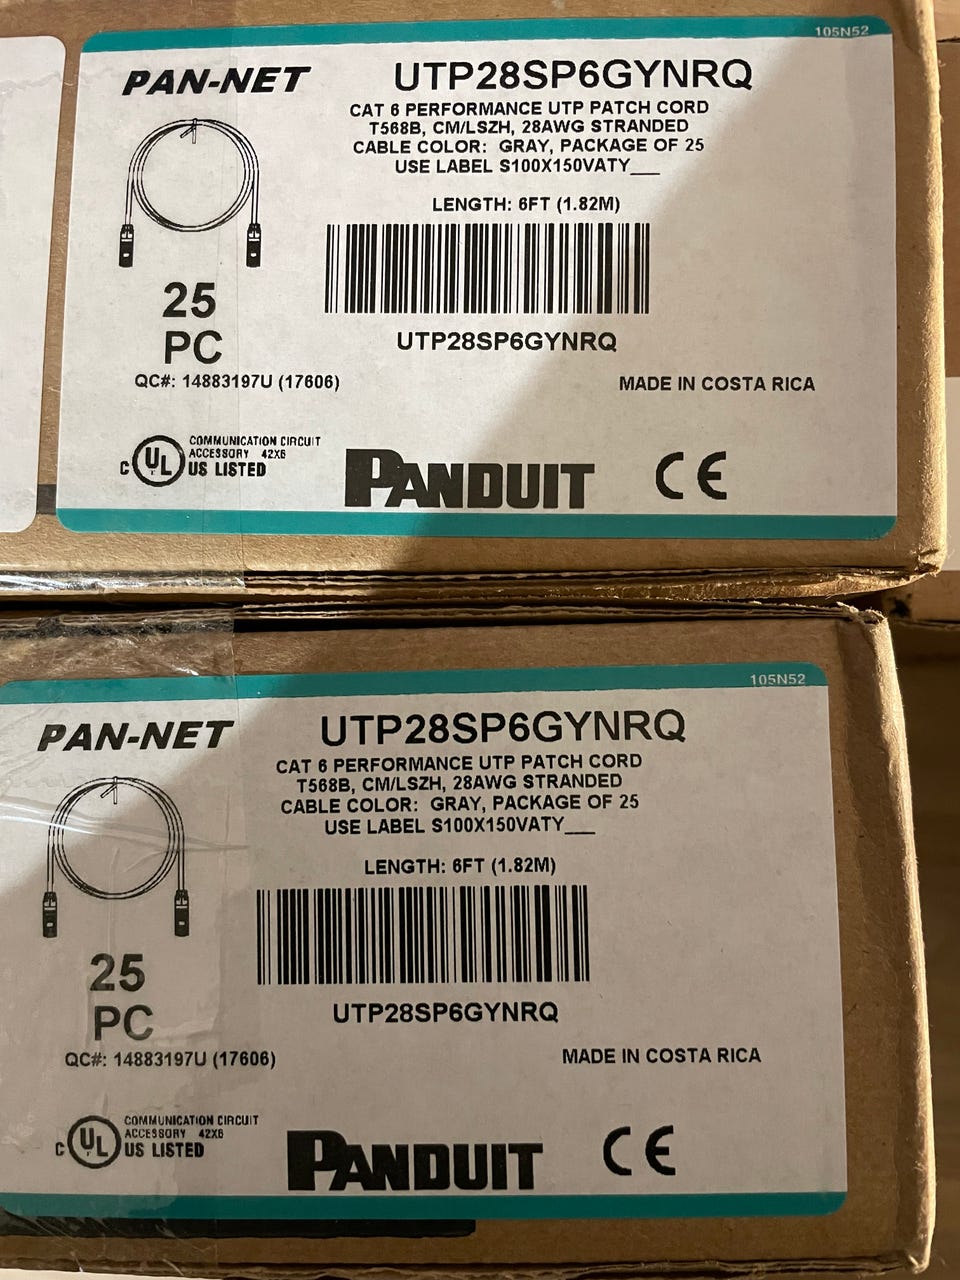 105N52
PAN-NET
UTP28SP6GYNRQ
CAT 6 PERFORMANCE UTP PATCH CORD
T568B, CM/LSZH, 28AWG STRANDED
CABLE COLOR: GRAY, PACKAGE OF 25
USE LABEL S100X150VATY___
LENGTH: 6FT (1.82M)
25
PC
UTP28SP6GYNRQ
QC#: 14883197U (17606)
MADE IN COSTA RICA
C UL US LISTED
COMMUNICATION CIRCUIT
ACCESSORY 42X6
PANDUIT
CE
105N52
PAN-NET
UTP28SP6GYNRQ
CAT 6 PERFORMANCE UTP PATCH CORD
T568B, CM/LSZH, 28AWG STRANDED
CABLE COLOR: GRAY, PACKAGE OF 25
USE LABEL S100X150VATY___
LENGTH: 6FT (1.82M)
25
PC
UTP28SP6GYNRQ
QC#: 14883197U (17606)
MADE IN COSTA RICA
C UL US LISTED
COMMUNICATION CIRCUIT
ACCESSORY 42X6
PANDUIT
CE